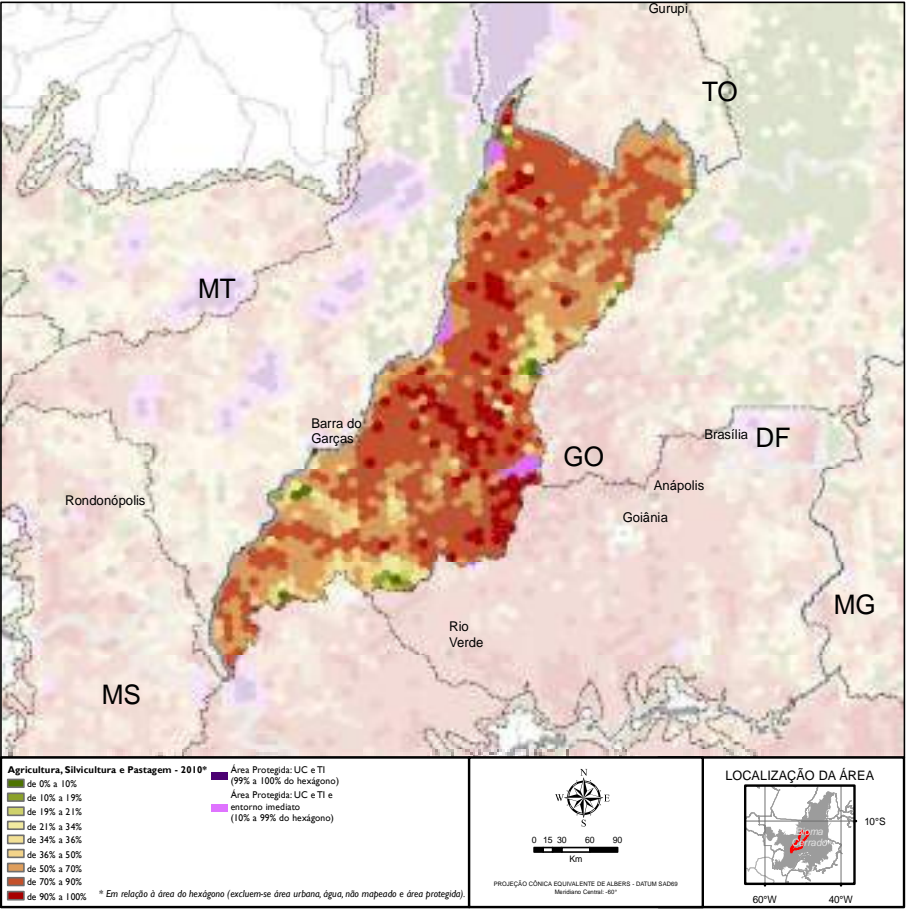 Gurupi
TO
MT
Barra do
Garças
GO
Brasília
DF
Rondonópolis
Anápolis
Goiânia
MG
Rio
Verde
MS
Agricultura, Silvicultura e Pastagem - 2010*
de 0% a 10%
de 10% a 19%
de 19% a 21%
de 21% a 34%
de 34% a 36%
de 36% a 50%
de 50% a 70%
de 70% a 90%
de 90% a 100%
Área Protegida: UC e TI
(99% a 100% do hexágono)
Área Protegida: UC e TI e
entorno imediato
(10% a 99% do hexágono)
* Em relação à área do hexágono (excluem-se área urbana, água, não mapeado e área protegida).
N
W E
S
0 15 30 60 90
Km
PROJEÇÃO CÔNICA EQUIVALENTE DE ALBERS - DATUM SAD69
Meridiano Central: -60°
LOCALIZAÇÃO DA ÁREA
Bioma
Cerrado
10°S
60°W 40°W